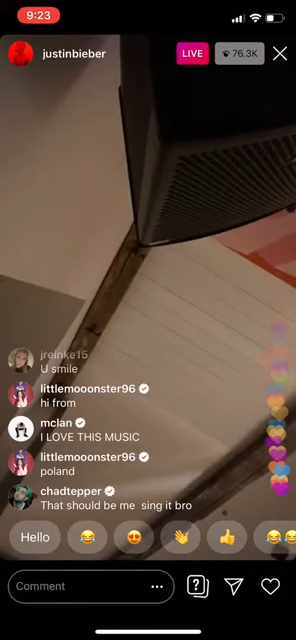 9:23
justinbieber
LIVE
76.3K
jreinke15
U smile
littlemooonster96
hi from
mclan
I LOVE THIS MUSIC
littlemooonster96
poland
chadtepper
That should be me  sing it bro
Hello
Comment